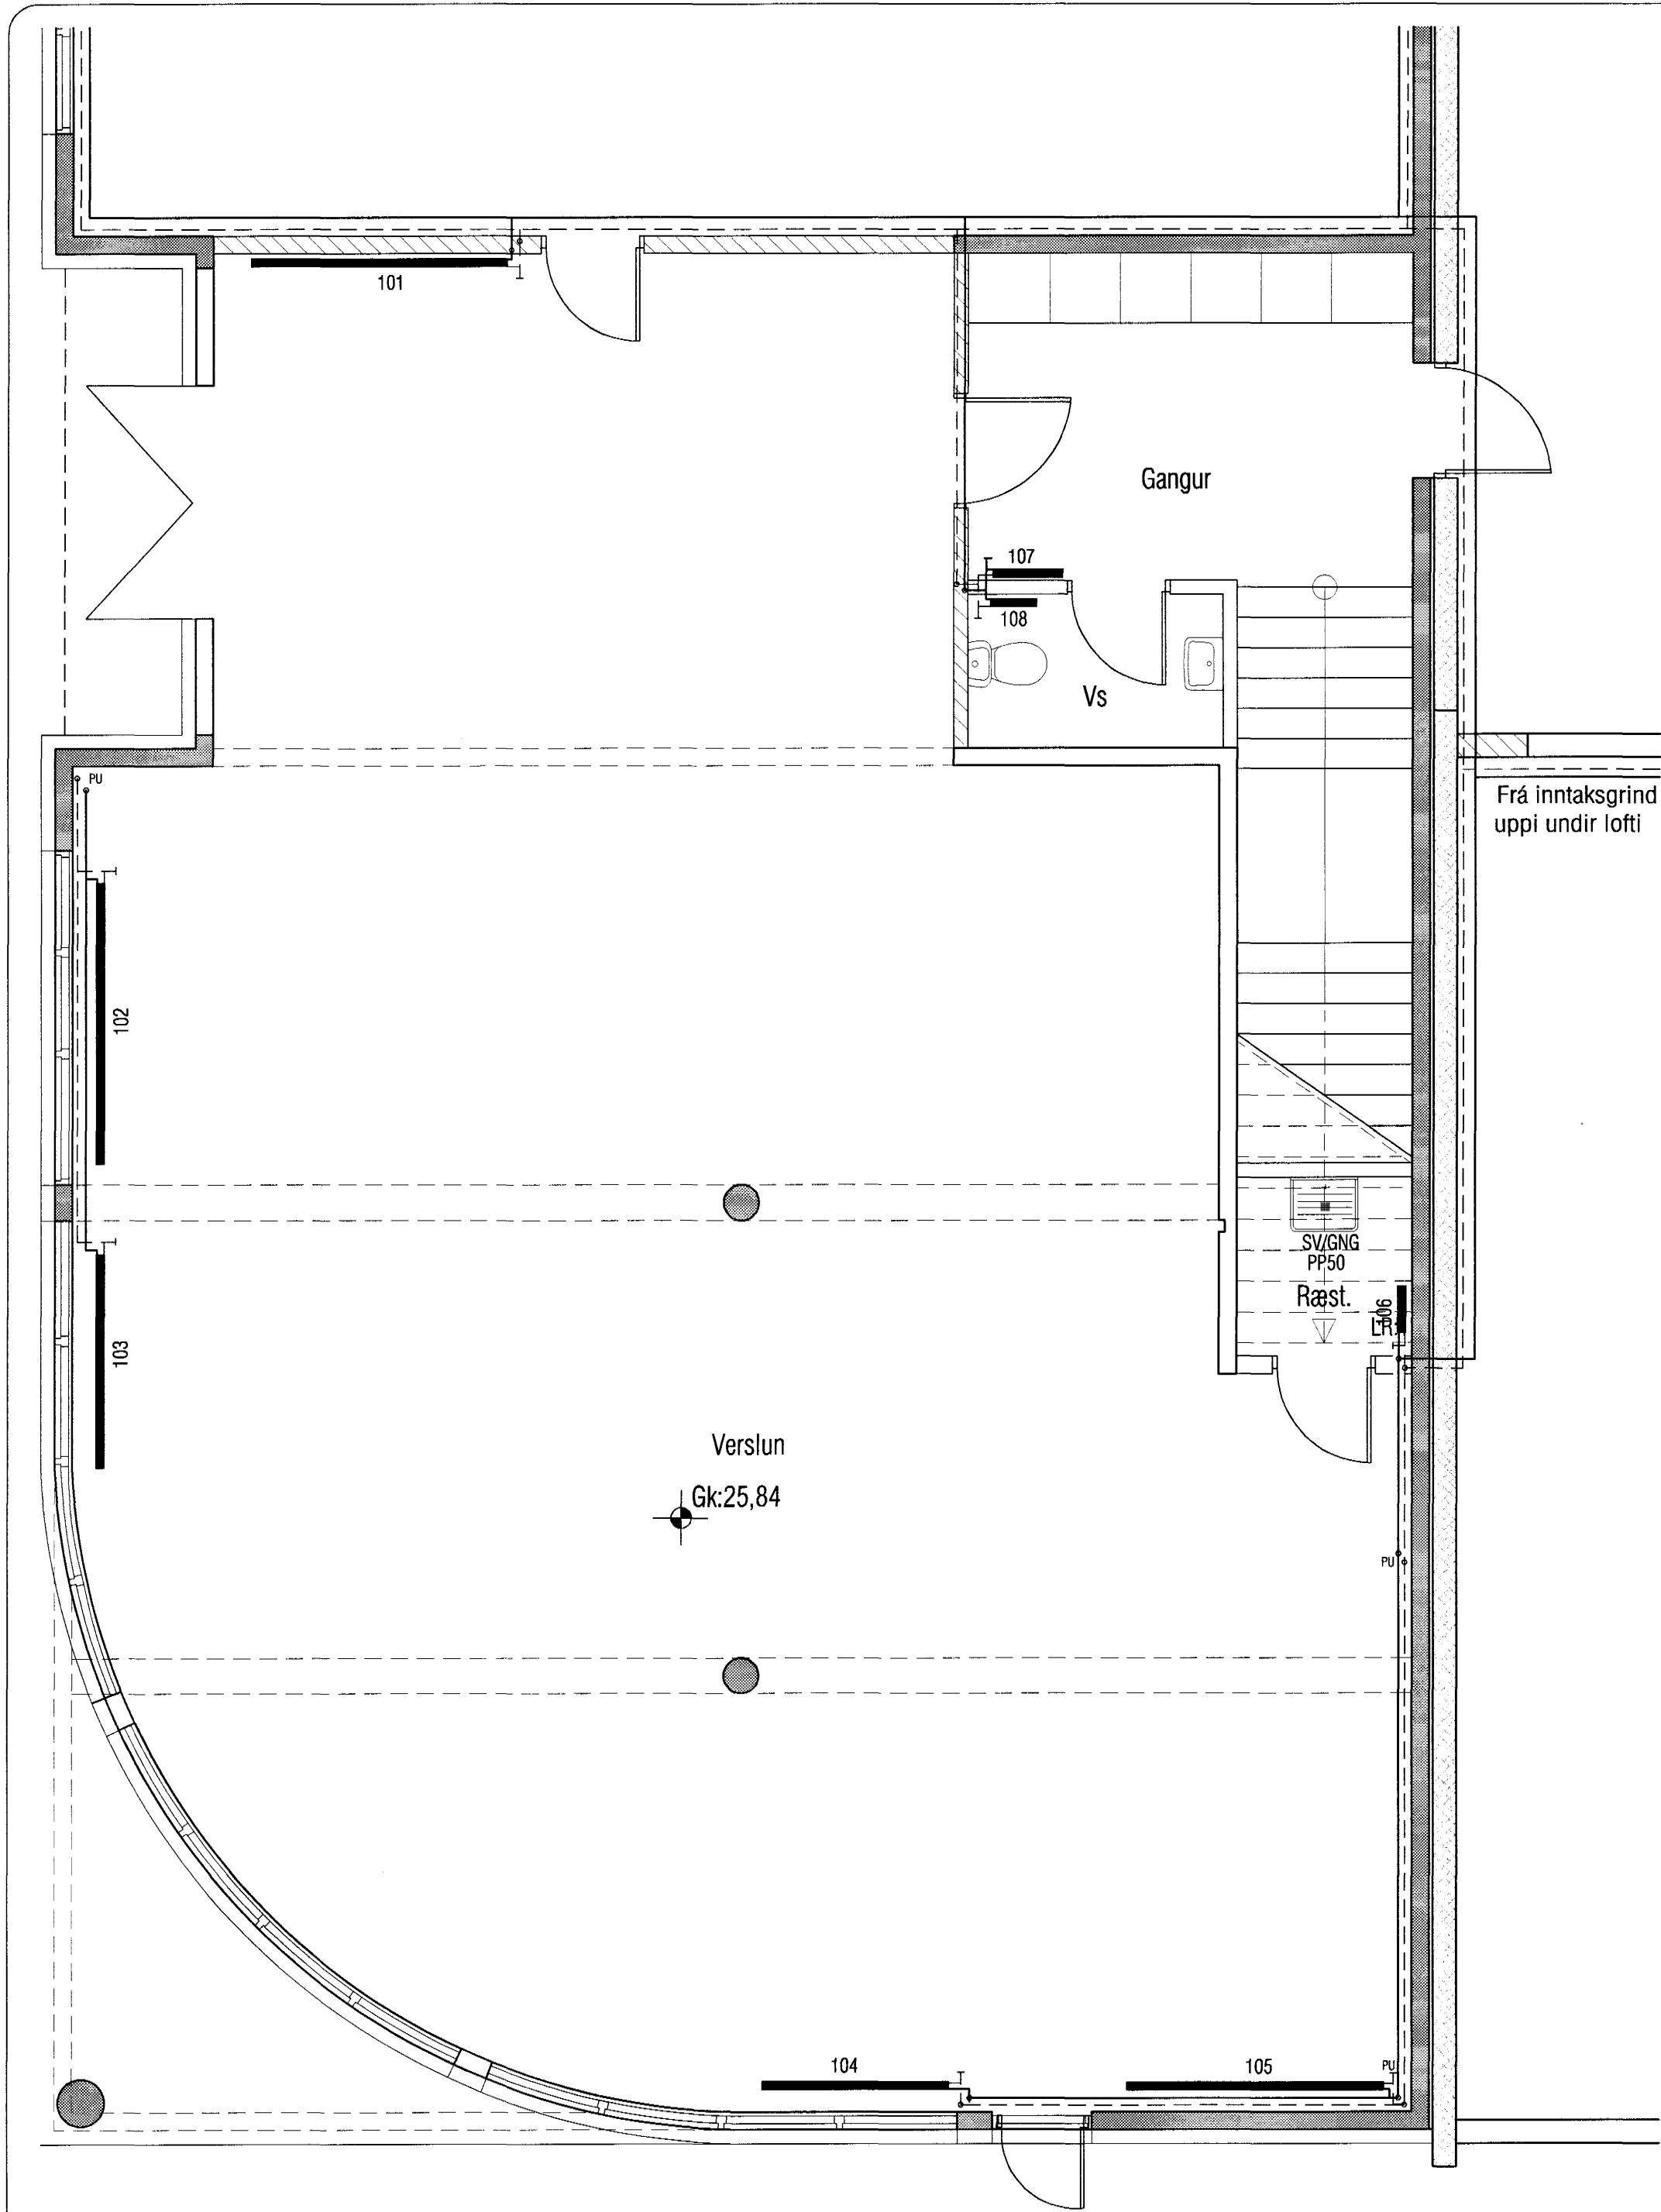 101
Gangur
107
108
Vs
PU
Frá inntaksgrind
uppi undir lofti
102
SV/GNG
PP50
Ræst.
106
LR
103
Verslun
Gk:25,84
PU
104
105
PU